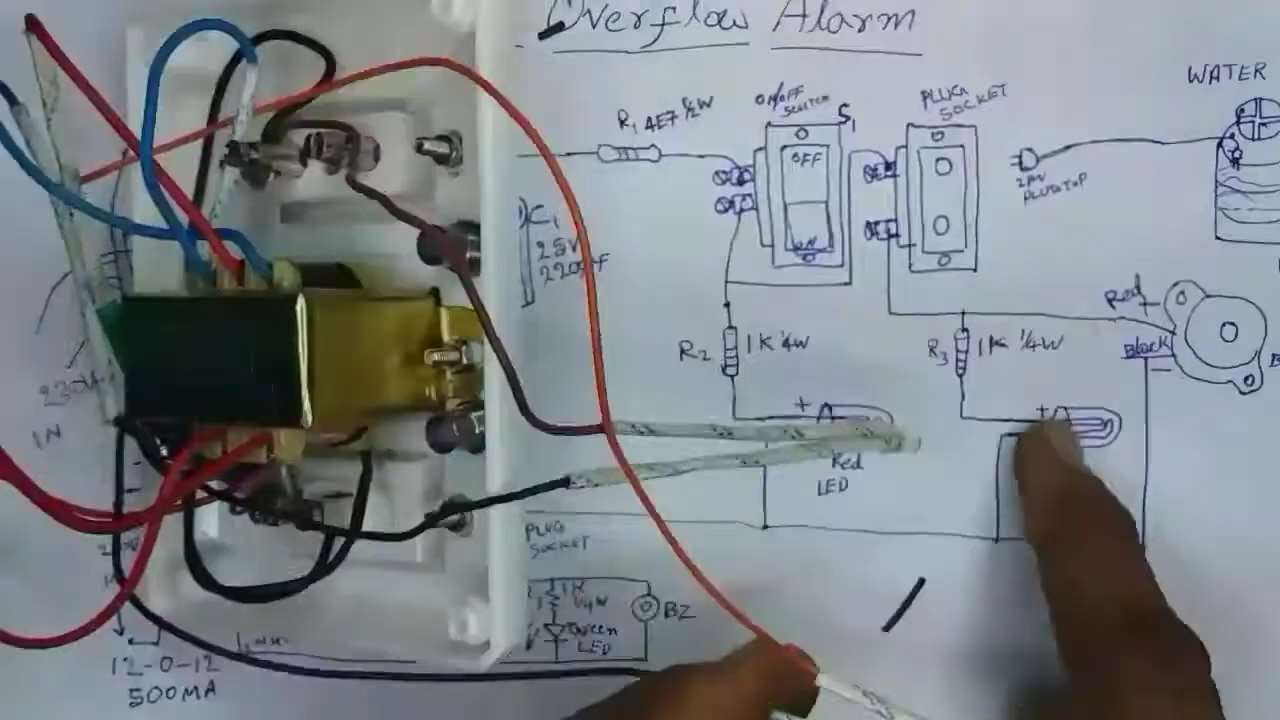 Overflow Alarm
R1 4E7 1/2W
ON/OFF
SWITCH
S1
PLUG
SOCKET
WATER
OFF
ON
2 PIN
PLUG TOP
C1
25V
220µF
Red
Black
B
R2
1K 1/4W
R3
1K 1/4W
+
+
230V
IN
Red
LED
PLUG
SOCKET
1K
1/4W
Green
LED
BZ
12-0-12
500MA